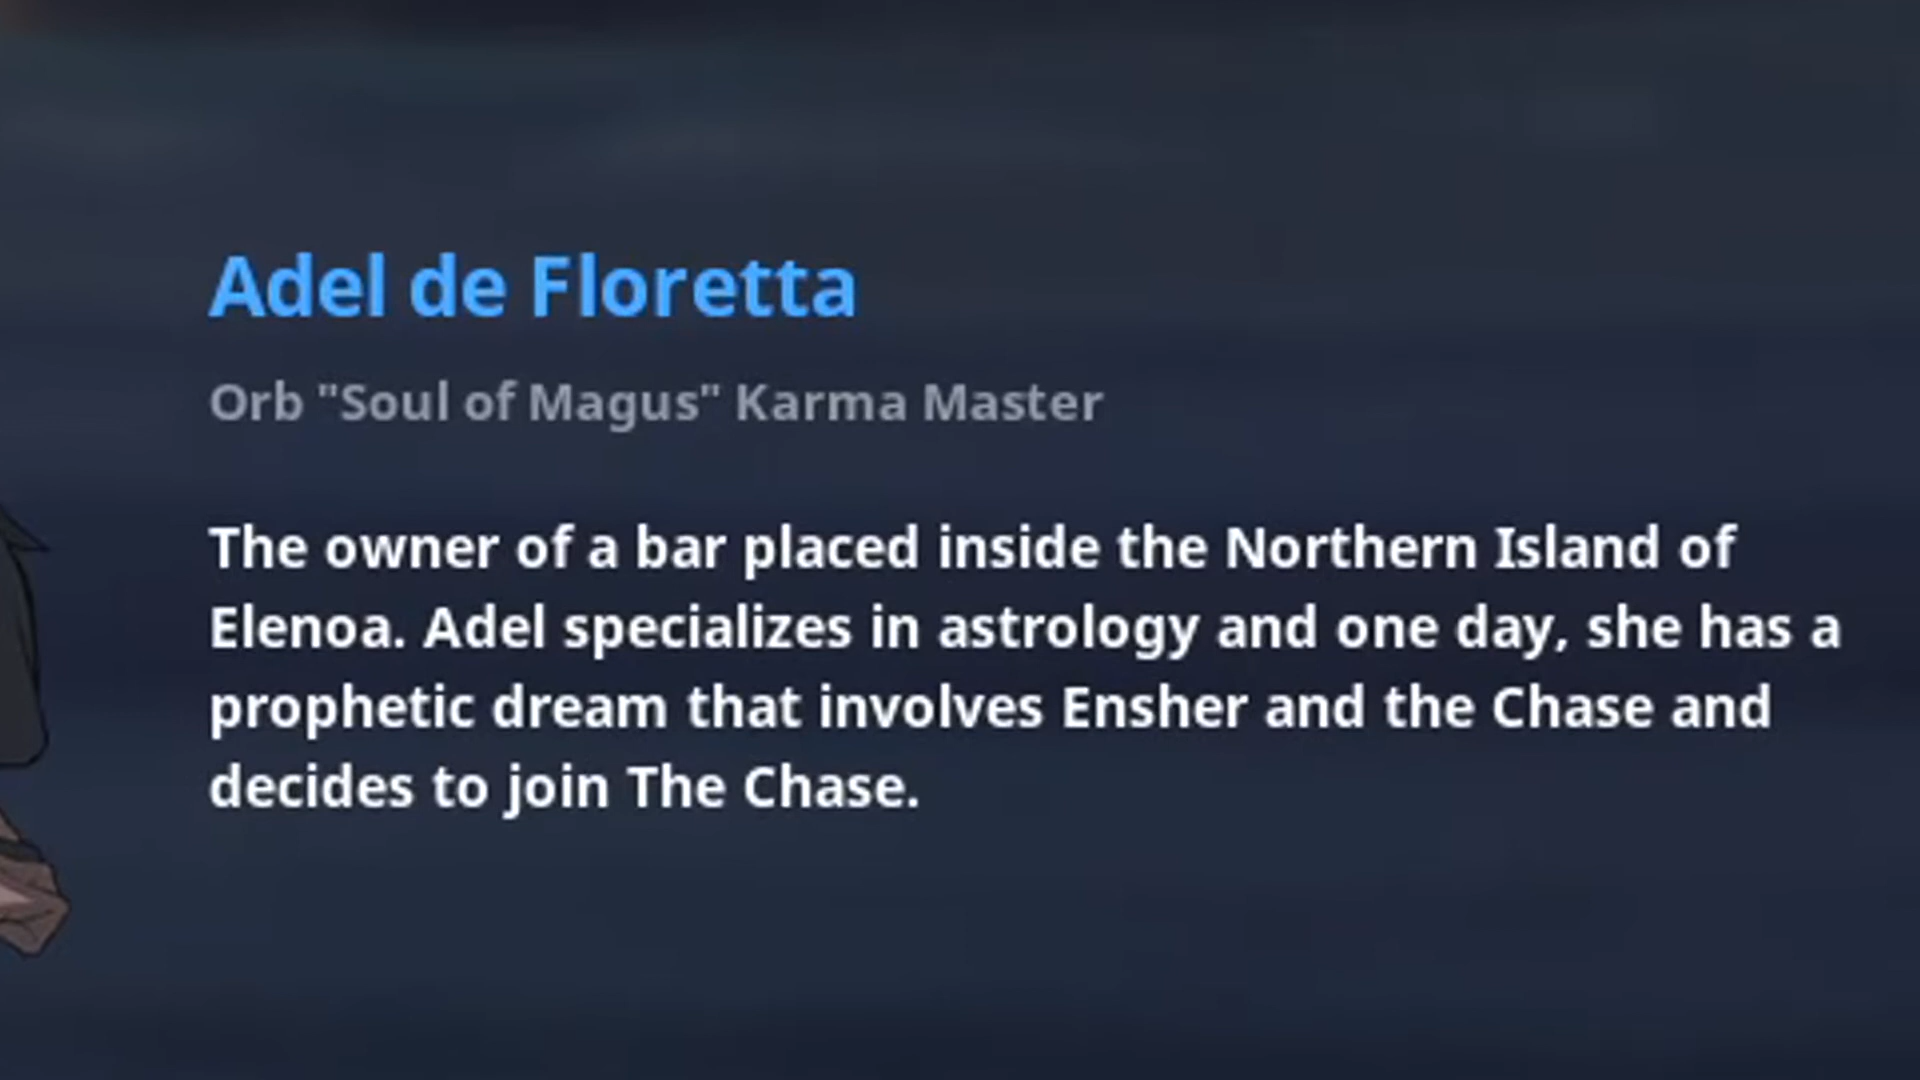 Adel de Floretta
Orb "Soul of Magus" Karma Master
The owner of a bar placed inside the Northern Island of
Elenoa. Adel specializes in astrology and one day, she has a
prophetic dream that involves Ensher and the Chase and
decides to join The Chase.